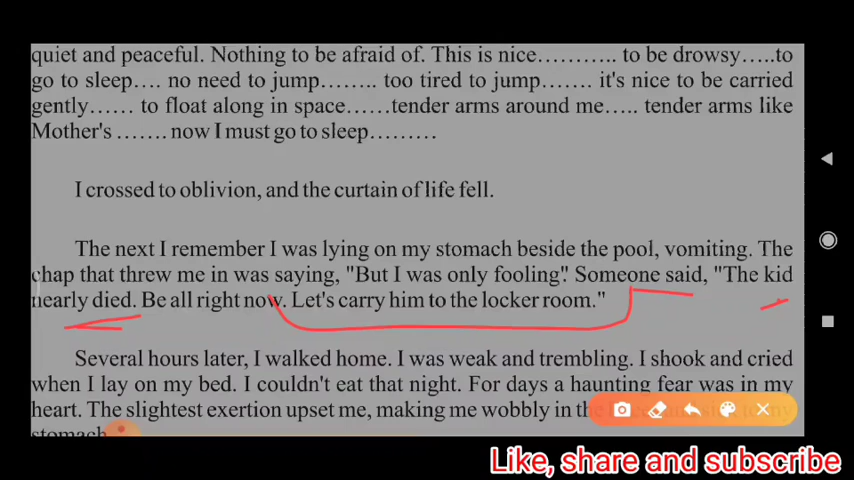 quiet and peaceful. Nothing to be afraid of. This is nice……….. to be drowsy…..to
go to sleep…. no need to jump…….. too tired to jump……. it's nice to be carried
gently…… to float along in space……tender arms around me….. tender arms like
Mother's ……. now I must go to sleep………
I crossed to oblivion, and the curtain of life fell.
The next I remember I was lying on my stomach beside the pool, vomiting. The
chap that threw me in was saying, "But I was only fooling". Someone said, "The kid
nearly died. Be all right now. Let's carry him to the locker room."
Several hours later, I walked home. I was weak and trembling. I shook and cried
when I lay on my bed. I couldn't eat that night. For days a haunting fear was in my
heart. The slightest exertion upset me, making me wobbly in the my
stomach
Like, share and subscribe